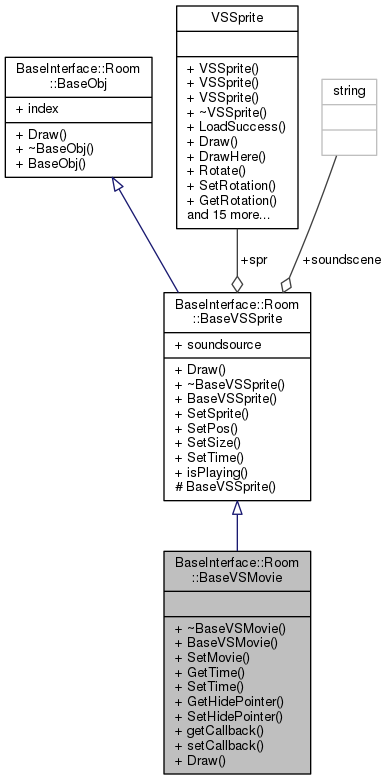 VSSprite
+ VSSprite()
+ VSSprite()
+ VSSprite()
+ ~VSSprite()
+ LoadSuccess()
+ Draw()
+ DrawHere()
+ Rotate()
+ SetRotation()
+ GetRotation()
and 15 more...
BaseInterface::Room
::BaseObj
+ index
+ Draw()
+ ~BaseObj()
+ BaseObj()
string
+spr
+soundscene
BaseInterface::Room
::BaseVSSprite
+ soundsource
+ Draw()
+ ~BaseVSSprite()
+ BaseVSSprite()
+ SetSprite()
+ SetPos()
+ SetSize()
+ SetTime()
+ isPlaying()
# BaseVSSprite()
BaseInterface::Room
::BaseVSMovie
+ ~BaseVSMovie()
+ BaseVSMovie()
+ SetMovie()
+ GetTime()
+ SetTime()
+ GetHidePointer()
+ SetHidePointer()
+ getCallback()
+ setCallback()
+ Draw()